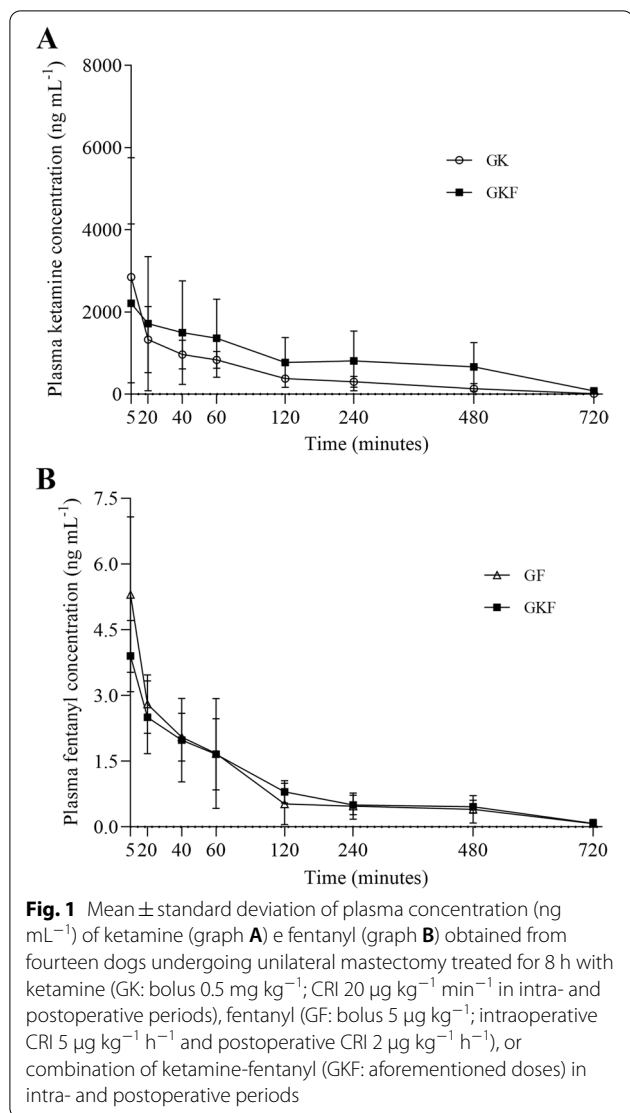 A
Plasma ketamine concentration (ng mL⁻¹)
8000
6000
4000
2000
0
GK
GKF
5 20 40 60 120 240 480 720
Time (minutes)
B
Plasma fentanyl concentration (ng mL⁻¹)
7.5
6.0
4.5
3.0
1.5
0.0
GF
GKF
5 20 40 60 120 240 480 720
Time (minutes)
Fig. 1 Mean ± standard deviation of plasma concentration (ng
mL⁻¹) of ketamine (graph A) e fentanyl (graph B) obtained from
fourteen dogs undergoing unilateral mastectomy treated for 8 h with
ketamine (GK: bolus 0.5 mg kg⁻¹; CRI 20 μg kg⁻¹ min⁻¹ in intra- and
postoperative periods), fentanyl (GF: bolus 5 μg kg⁻¹; intraoperative
CRI 5 μg kg⁻¹ h⁻¹ and postoperative CRI 2 μg kg⁻¹ h⁻¹), or
combination of ketamine-fentanyl (GKF: aforementioned doses) in
intra- and postoperative periods